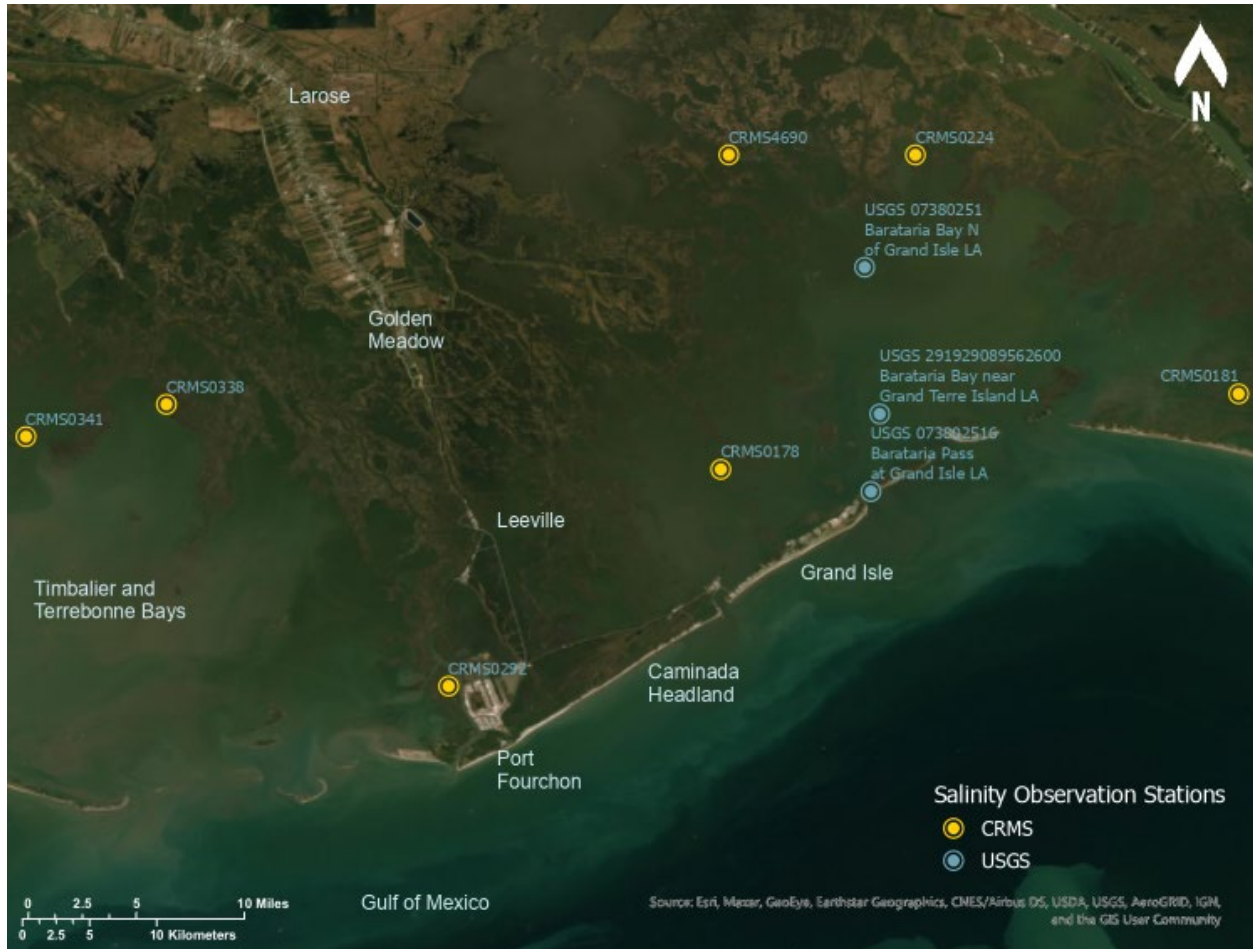 Larose
N
CRMS4690
CRMS0224
USGS 07380251
Barataria Bay N
of Grand Isle LA
Golden
Meadow
USGS 291929089562600
Barataria Bay near
Grand Terre Island LA
CRMS0181
CRMS0338
CRMS0341
USGS 073802516
Barataria Pass
at Grand Isle LA
CRMS0178
Leeville
Grand Isle
Timbalier and
Terrebonne Bays
CRMS0292
Caminada
Headland
Port
Fourchon
Salinity Observation Stations
CRMS
USGS
0 2.5 5 10 Miles
0 2.5 5 10 Kilometers
Gulf of Mexico
Source: Esri, Maxar, GeoEye, Earthstar Geographics, CNES/Airbus DS, USDA, USGS, AeroGRID, IGN,
and the GIS User Community